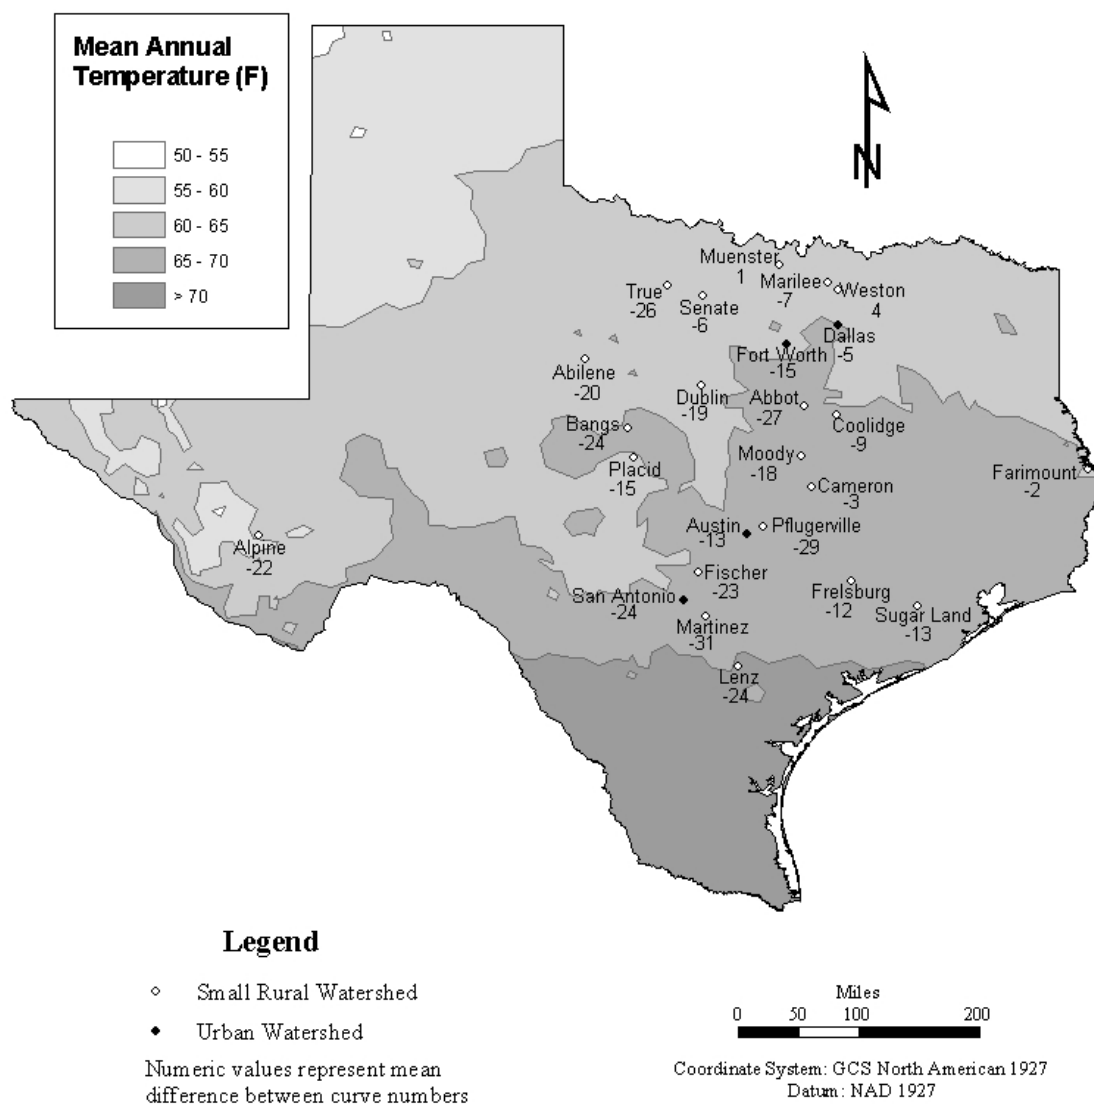 Mean Annual
Temperature (F)
50 - 55
55 - 60
60 - 65
65 - 70
> 70
N
Muenster
1
Marilee
-7
Weston
4
True
-26
Senate
-6
Dallas
-5
Fort Worth
-15
Abilene
-20
Dublin
-19
Abbot
-27
Coolidge
-9
Bangs
-24
Placid
-15
Moody
-18
Farimount
-2
Cameron
-3
Alpine
-22
Austin
-13
Pflugerville
-29
Fischer
-23
San Antonio
-24
Frelsburg
-12
Sugar Land
-13
Martinez
-31
Lenz
-24
Legend
Small Rural Watershed
Urban Watershed
Numeric values represent mean
difference between curve numbers
Miles
0 50 100 200
Coordinate System: GCS North American 1927
Datum: NAD 1927